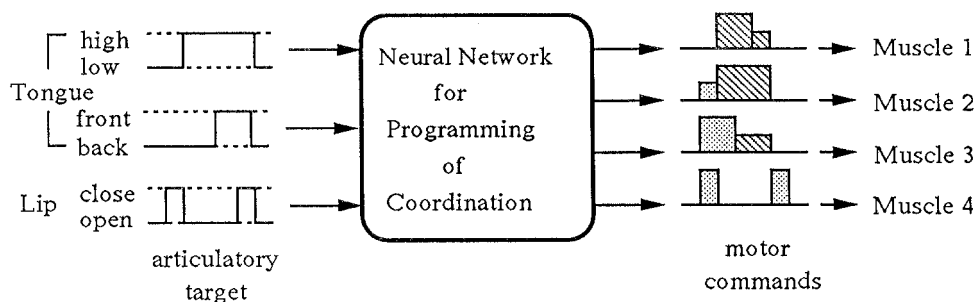 high
low
Tongue
front
back
Lip
close
open
articulatory
target
Neural Network
for
Programming
of
Coordination
Muscle 1
Muscle 2
Muscle 3
Muscle 4
motor
commands